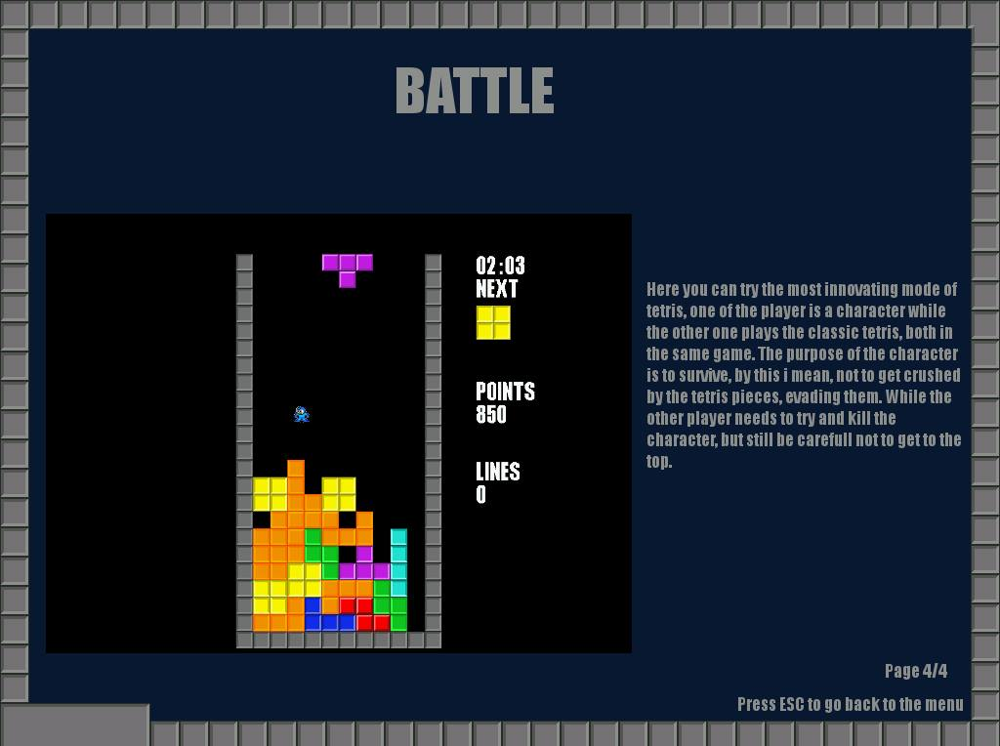 BATTLE
02:03
NEXT
POINTS
850
LINES
0
Here you can try the most innovating mode of
tetris, one of the player is a character while
the other one plays the classic tetris, both in
the same game. The purpose of the character
is to survive, by this i mean, not to get crushed
by the tetris pieces, evading them. While the
other player needs to try and kill the
character, but still be carefull not to get to the
top.
Page 4/4
Press ESC to go back to the menu